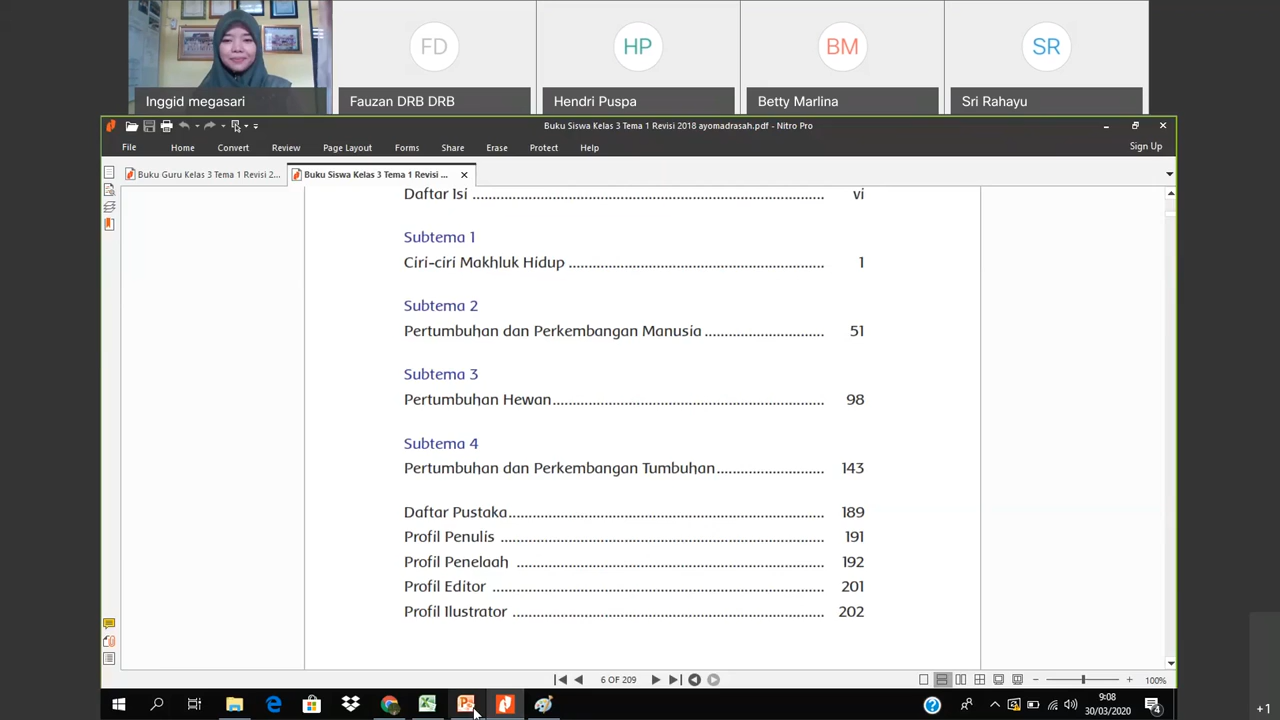 FD
HP
BM
SR
Inggid megasari
Fauzan DRB DRB
Hendri Puspa
Betty Marlina
Sri Rahayu
Buku Siswa Kelas 3 Tema 1 Revisi 2018 ayomadrasah.pdf - Nitro Pro
File Home Convert Review Page Layout Forms Share Erase Protect Help Sign Up
Buku Guru Kelas 3 Tema 1 Revisi 2... Buku Siswa Kelas 3 Tema 1 Revisi ...
Daftar Isi ........ vi
Subtema 1
Ciri-ciri Makhluk Hidup ........ 1
Subtema 2
Pertumbuhan dan Perkembangan Manusia ........ 51
Subtema 3
Pertumbuhan Hewan ........ 98
Subtema 4
Pertumbuhan dan Perkembangan Tumbuhan ........ 143
Daftar Pustaka ........ 189
Profil Penulis ........ 191
Profil Penelaah ........ 192
Profil Editor ........ 201
Profil Ilustrator ........ 202
6 OF 209 100%
9:08
30/03/2020
4
+1